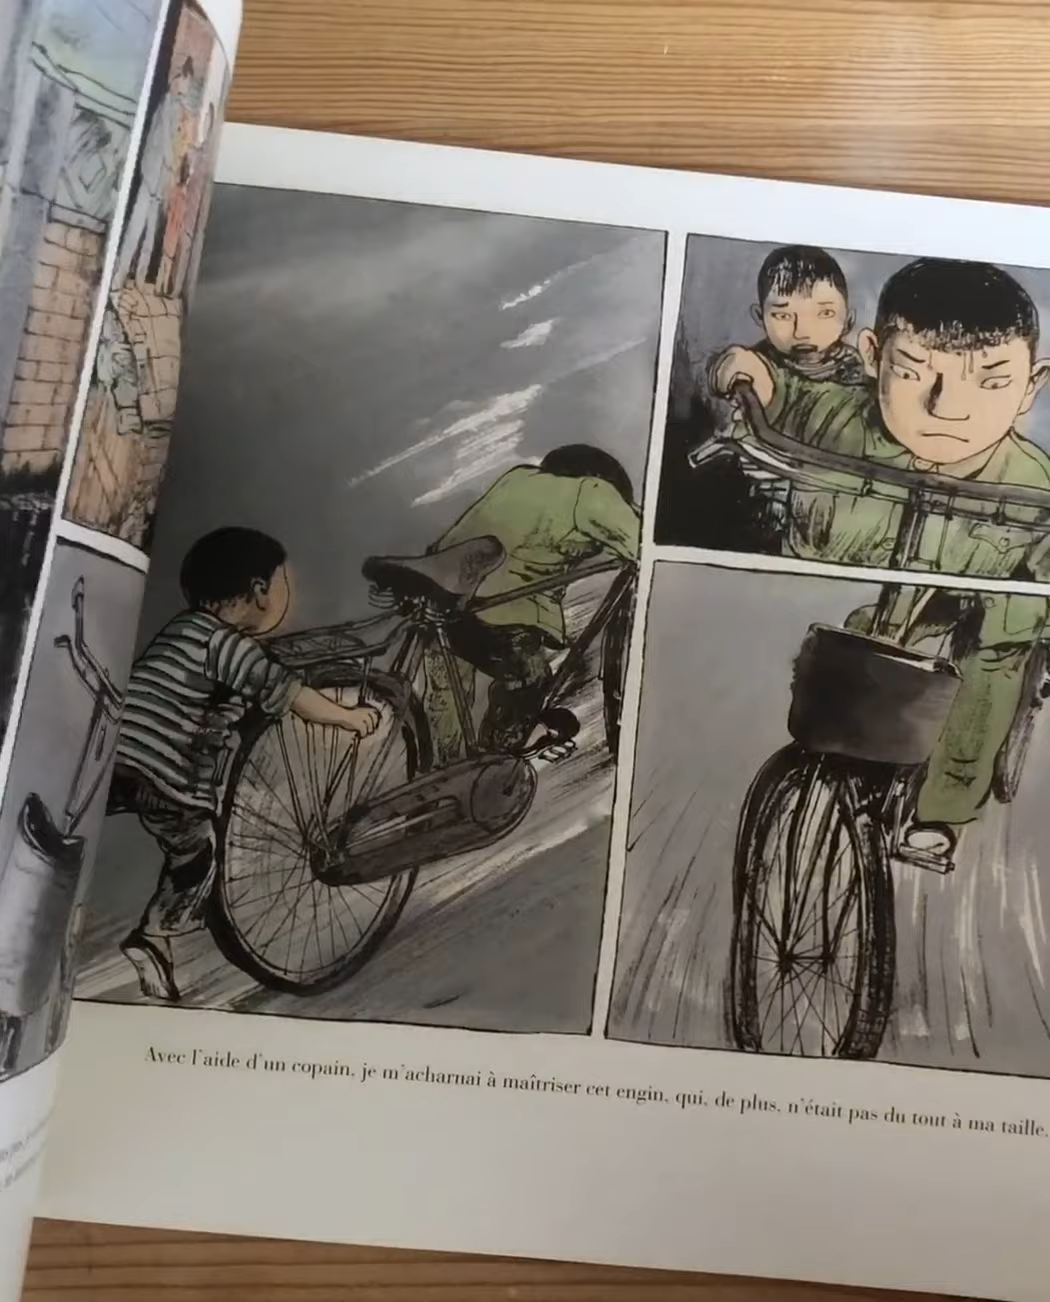 Avec l'aide d'un copain, je m'acharnai à maîtriser cet engin, qui, de plus, n'était pas du tout à ma taille.